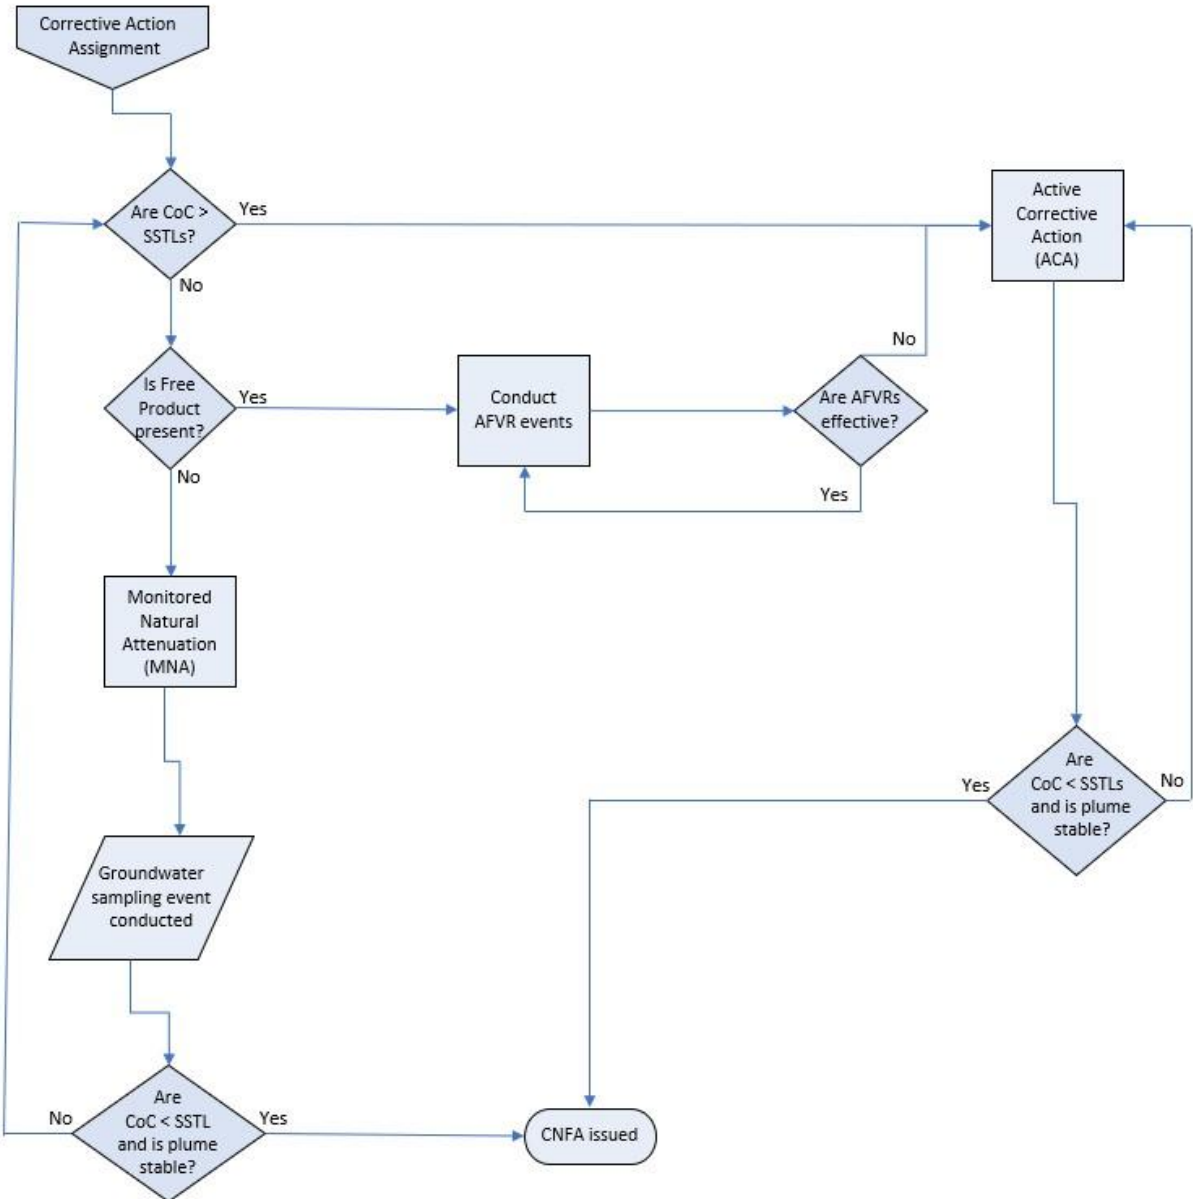 Corrective Action
Assignment
Are CoC >
SSTLs?
Yes
No
Active
Corrective
Action
(ACA)
Is Free
Product
present?
Yes
No
Conduct
AFVR events
Are AFVRs
effective?
No
Yes
Monitored
Natural
Attenuation
(MNA)
Groundwater
sampling event
conducted
Are
CoC < SSTLs
and is plume
stable?
Yes
No
Are
CoC < SSTL
and is plume
stable?
No
Yes
CNFA issued